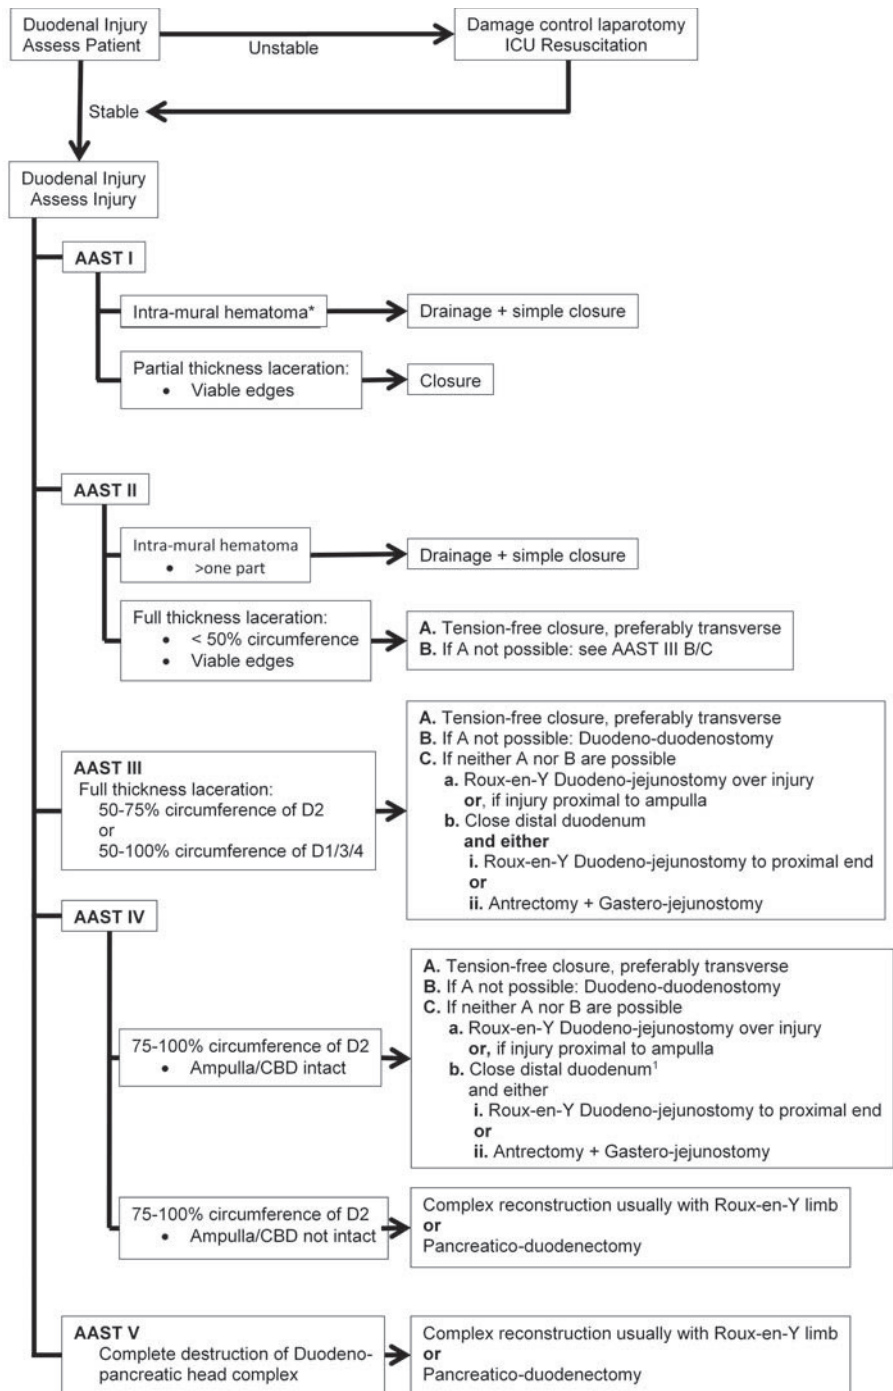 Duodenal Injury
Assess Patient
Unstable
Damage control laparotomy
ICU Resuscitation
Stable
Duodenal Injury
Assess Injury
AAST I
Intra-mural hematoma*
Drainage + simple closure
Partial thickness laceration:
• Viable edges
Closure
AAST II
Intra-mural hematoma
• >one part
Drainage + simple closure
Full thickness laceration:
• < 50% circumference
• Viable edges
A. Tension-free closure, preferably transverse
B. If A not possible: see AAST III B/C
AAST III
Full thickness laceration:
50-75% circumference of D2
or
50-100% circumference of D1/3/4
A. Tension-free closure, preferably transverse
B. If A not possible: Duodeno-duodenostomy
C. If neither A nor B are possible
a. Roux-en-Y Duodeno-jejunostomy over injury
or, if injury proximal to ampulla
b. Close distal duodenum
and either
i. Roux-en-Y Duodeno-jejunostomy to proximal end
or
ii. Antrectomy + Gastero-jejunostomy
AAST IV
75-100% circumference of D2
• Ampulla/CBD intact
A. Tension-free closure, preferably transverse
B. If A not possible: Duodeno-duodenostomy
C. If neither A nor B are possible
a. Roux-en-Y Duodeno-jejunostomy over injury
or, if injury proximal to ampulla
b. Close distal duodenum¹
and either
i. Roux-en-Y Duodeno-jejunostomy to proximal end
or
ii. Antrectomy + Gastero-jejunostomy
75-100% circumference of D2
• Ampulla/CBD not intact
Complex reconstruction usually with Roux-en-Y limb
or
Pancreatico-duodenectomy
AAST V
Complete destruction of Duodeno-
pancreatic head complex
Complex reconstruction usually with Roux-en-Y limb
or
Pancreatico-duodenectomy